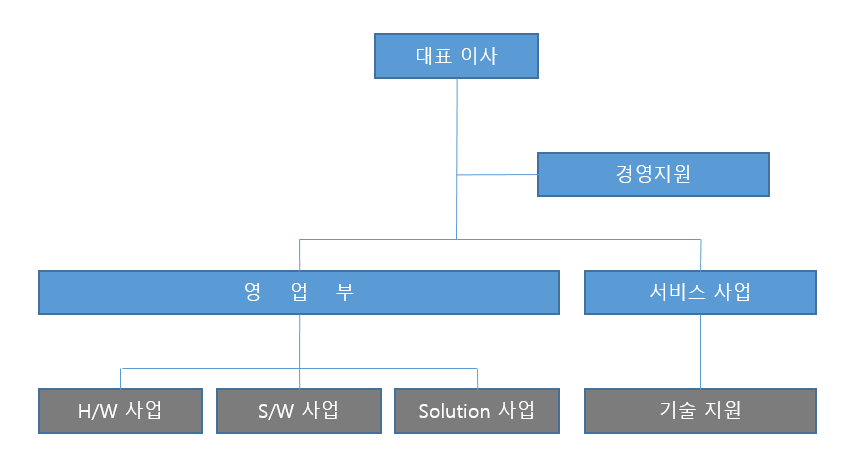 대표 이사
경영지원
영 업 부
서비스 사업
H/W 사업
S/W 사업
Solution 사업
기술 지원